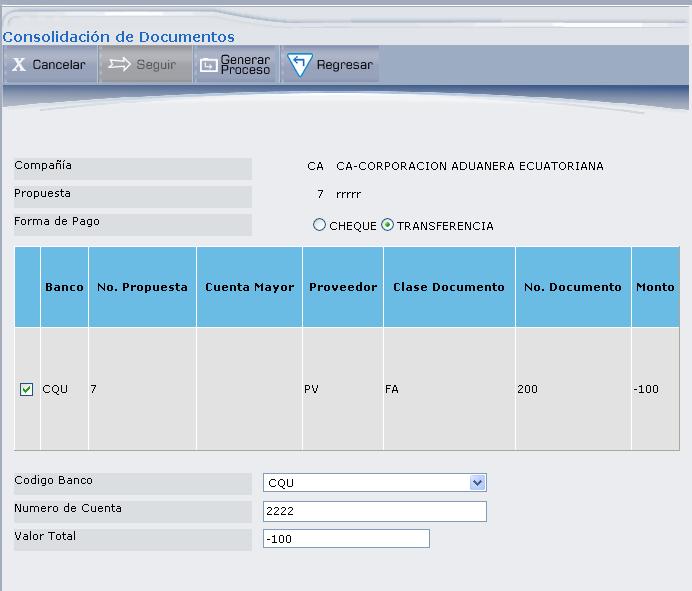 Consolidación de Documentos
X Cancelar Seguir Generar Proceso Regresar
Compañía CA CA-CORPORACION ADUANERA ECUATORIANA
Propuesta 7 rrrrr
Forma de Pago CHEQUE TRANSFERENCIA
Banco No. Propuesta Cuenta Mayor Proveedor Clase Documento No. Documento Monto
CQU 7 PV FA 200 -100
Codigo Banco CQU
Numero de Cuenta 2222
Valor Total -100